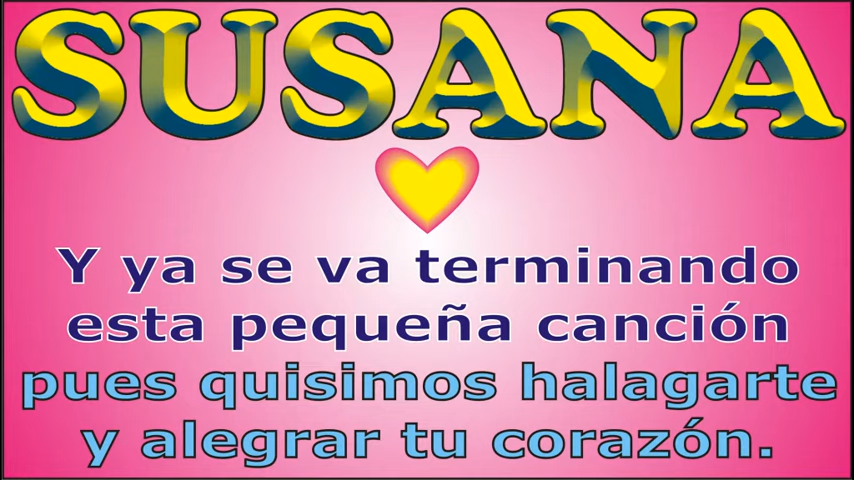 SUSANA
Y ya se va terminando
esta pequeña canción
pues quisimos halagarte
y alegrar tu corazón.